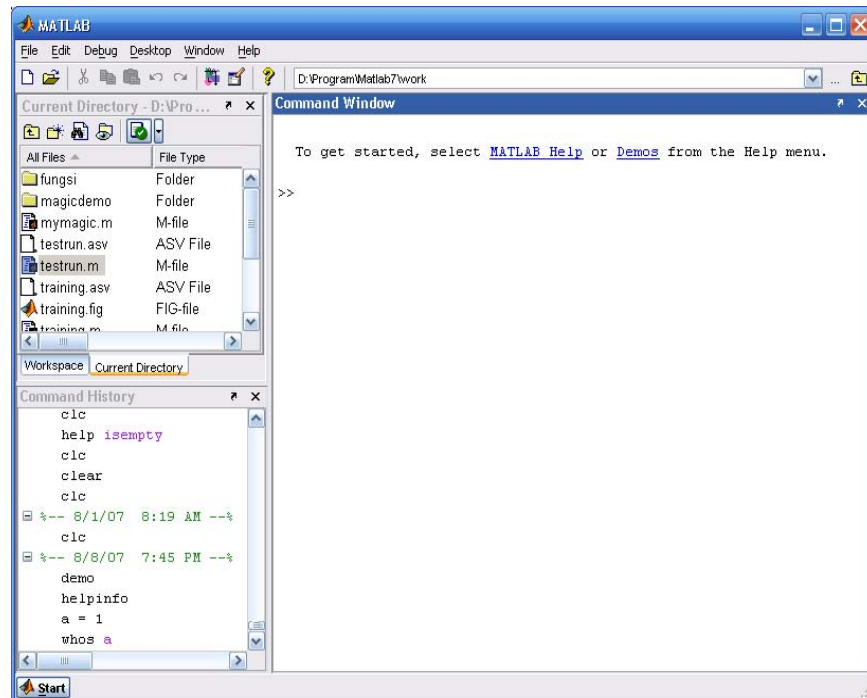 MATLAB
File Edit Debug Desktop Window Help
D:\Program\Matlab7\work
...
Current Directory - D:\Pro...
All Files File Type
fungsi Folder
magicdemo Folder
mymagic.m M-file
testrun.asv ASV File
testrun.m M-file
training.asv ASV File
training.fig FIG-file
training.m M-file
Workspace Current Directory
Command History
clc
help isempty
clc
clear
clc
%-- 8/1/07 8:19 AM --%
clc
%-- 8/8/07 7:45 PM --%
demo
helpinfo
a = 1
whos a
Command Window
To get started, select MATLAB Help or Demos from the Help menu.
>>
Start